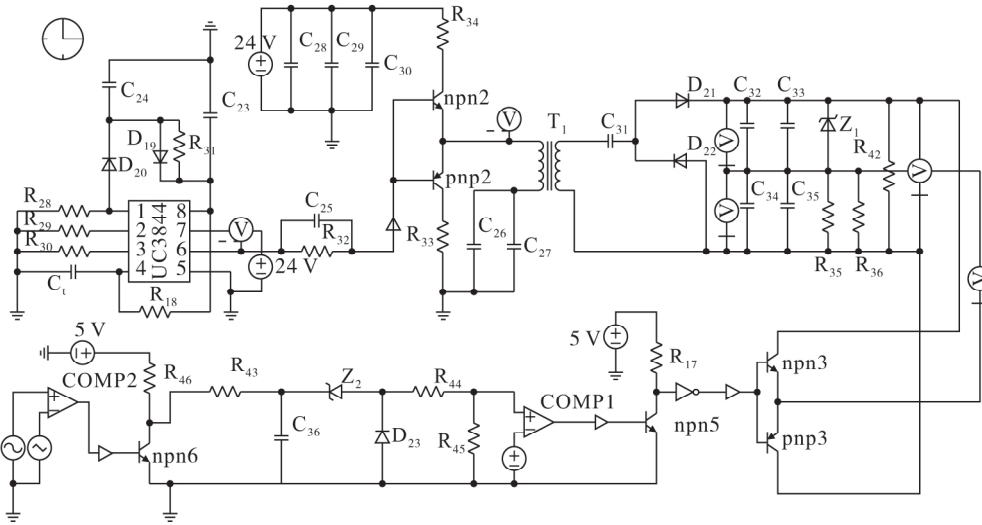 R₃₄
24 V
C₂₈
C₂₉
C₃₀
C₂₄
C₂₃
npn2
D₂₁
C₃₂
C₃₃
V
T₁
C₃₁
D₁₉
R₃₁
D₂₀
D₂₂
V
Z₁
R₄₂
V
pnp2
R₂₈
R₂₉
R₃₀
1
2
3
4
UC3844
8
7
6
5
V
C₂₅
R₃₂
24 V
R₃₃
C₂₆
C₂₇
V
C₃₄
C₃₅
R₃₅
R₃₆
V
Cₜ
R₁₈
5 V
COMP2
R₄₆
R₄₃
Z₂
R₄₄
5 V
R₁₇
COMP1
npn3
npn6
C₃₆
D₂₃
R₄₅
npn5
pnp3